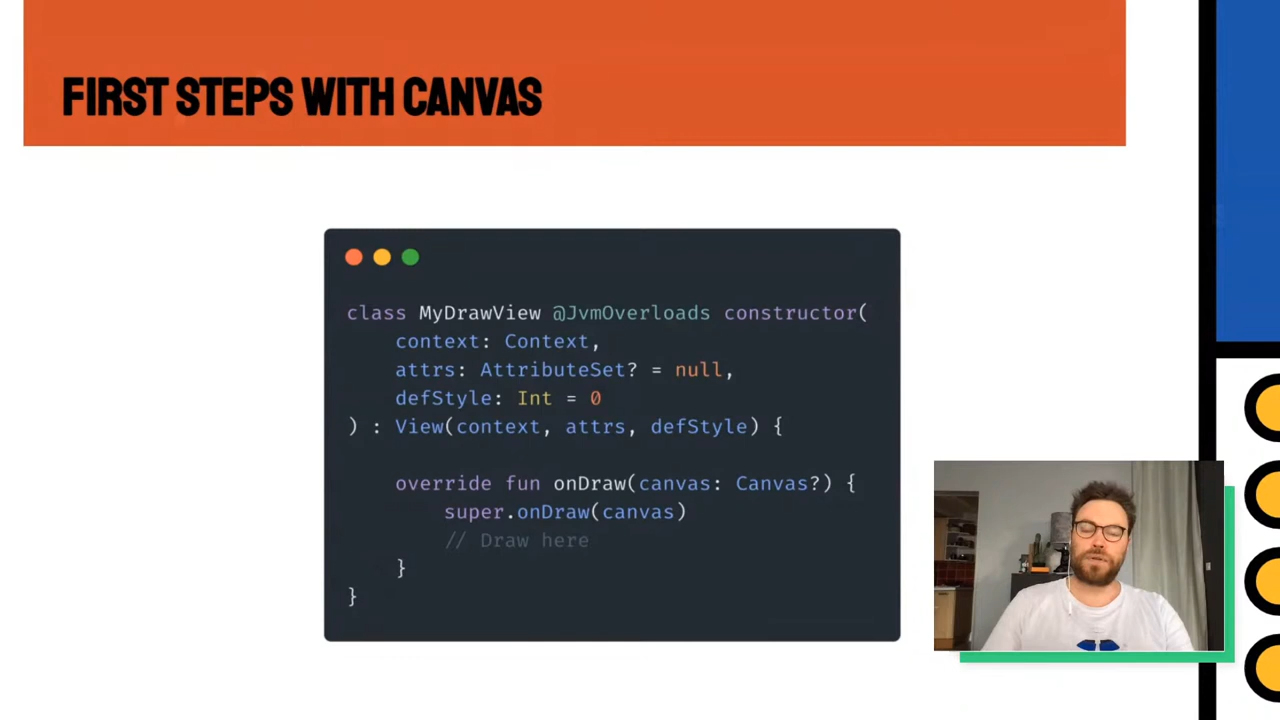 FIRST STEPS WITH CANVAS
class MyDrawView @JvmOverloads constructor(
    context: Context,
    attrs: AttributeSet? = null,
    defStyle: Int = 0
) : View(context, attrs, defStyle) {
    override fun onDraw(canvas: Canvas?) {
        super.onDraw(canvas)
        // Draw here
    }
}